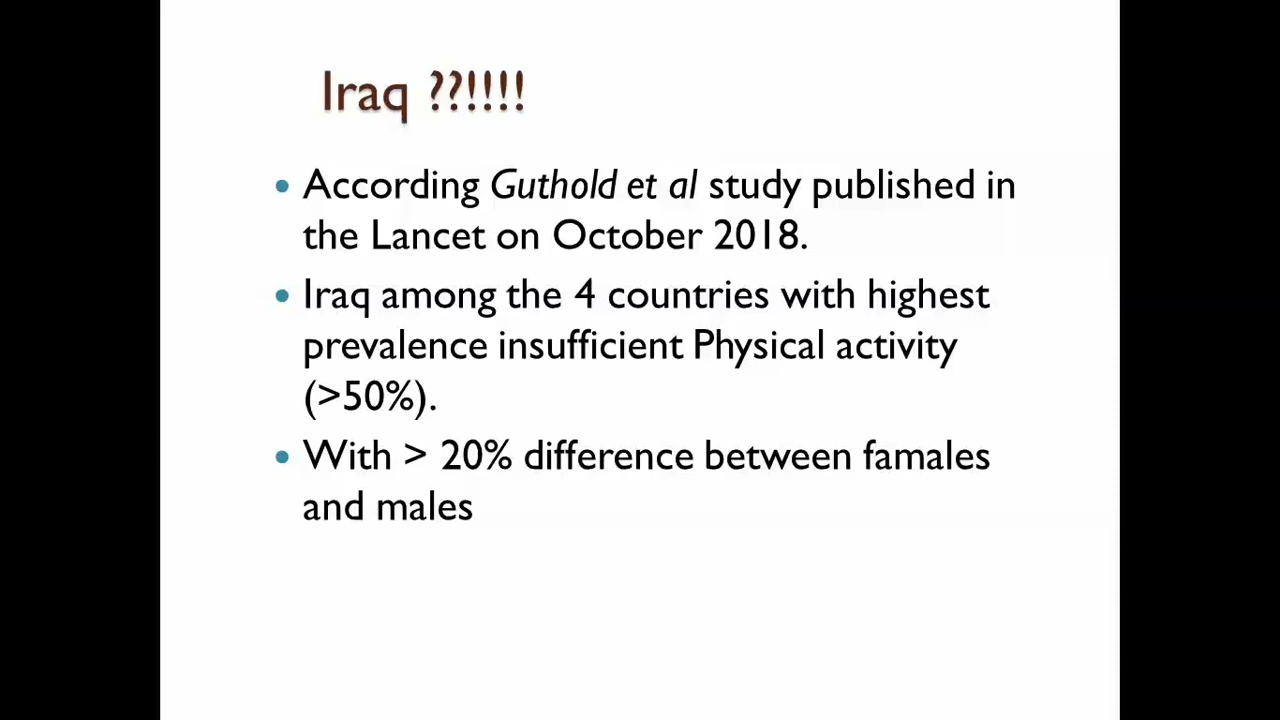 Iraq ??!!!!
• According Guthold et al study published in
the Lancet on October 2018.
• Iraq among the 4 countries with highest
prevalence insufficient Physical activity
(>50%).
• With > 20% difference between famales
and males